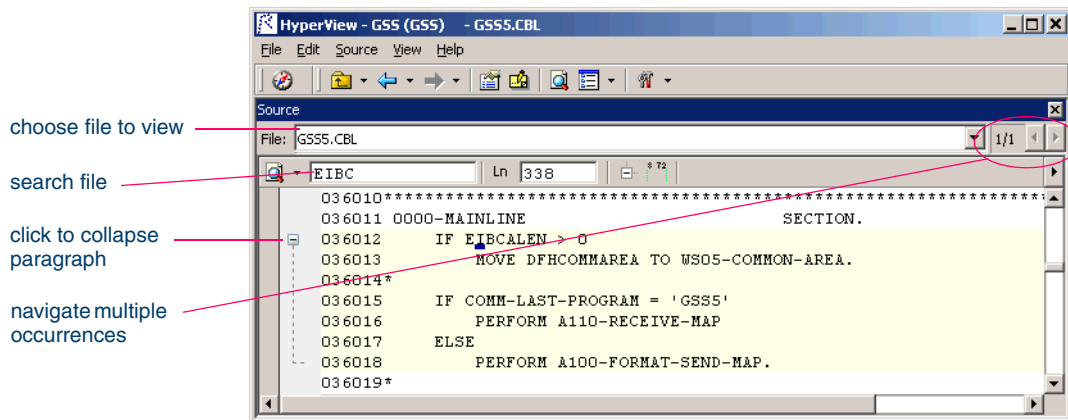 HyperView - GSS (GSS) - GSS5.CBL
File Edit Source View Help
Source
choose file to view
File: GSS5.CBL 1/1
search file
EIBC Ln 338 * 72
036010*****************************************************************
036011 0000-MAINLINE SECTION.
click to collapse
paragraph
036012 IF EIBCALEN > 0
036013 MOVE DFHCOMMAREA TO WS05-COMMON-AREA.
036014*
navigate multiple
occurrences
036015 IF COMM-LAST-PROGRAM = 'GSS5'
036016 PERFORM A110-RECEIVE-MAP
036017 ELSE
036018 PERFORM A100-FORMAT-SEND-MAP.
036019*